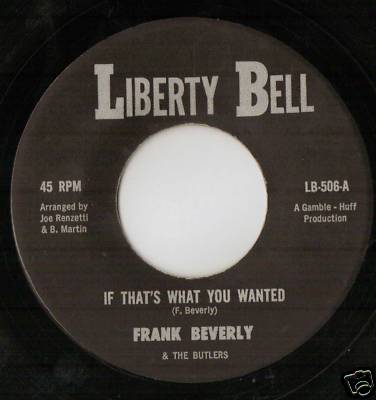 LIBERTY BELL
45 RPM
LB-506-A
Arranged by
Joe Renzetti
& B. Martin
A Gamble - Huff
Production
IF THAT'S WHAT YOU WANTED
(F. Beverly)
FRANK BEVERLY
& THE BUTLERS